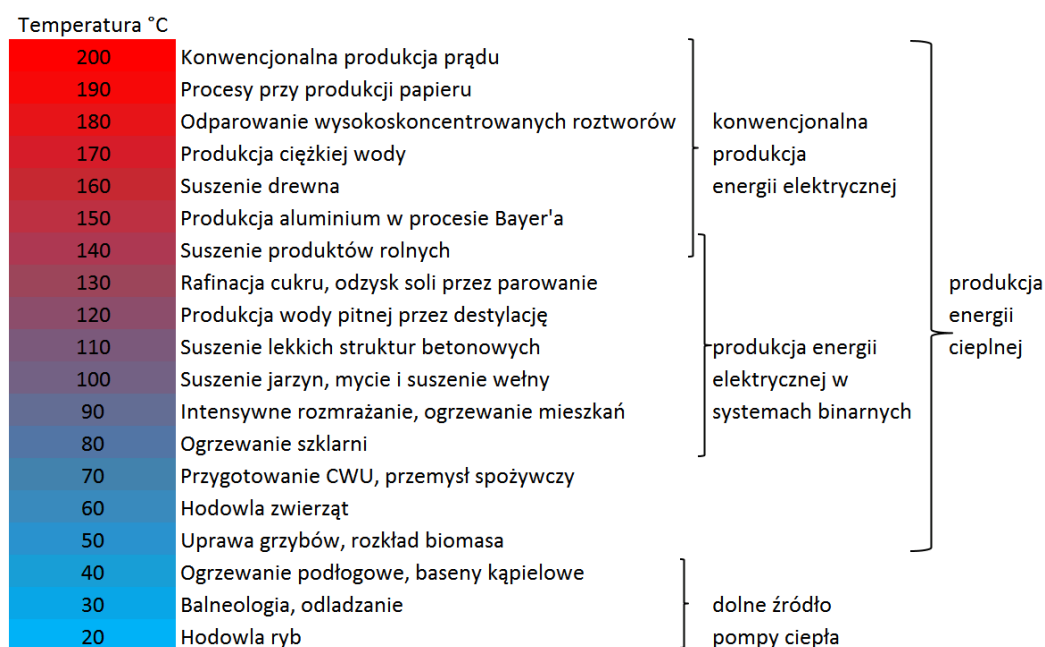 Temperatura °C
200 Konwencjonalna produkcja prądu
190 Procesy przy produkcji papieru
180 Odparowanie wysokoskoncentrowanych roztworów
170 Produkcja ciężkiej wody
160 Suszenie drewna
150 Produkcja aluminium w procesie Bayer'a
140 Suszenie produktów rolnych
130 Rafinacja cukru, odzysk soli przez parowanie
120 Produkcja wody pitnej przez destylację
110 Suszenie lekkich struktur betonowych
100 Suszenie jarzyn, mycie i suszenie wełny
90 Intensywne rozmrażanie, ogrzewanie mieszkań
80 Ogrzewanie szklarni
70 Przygotowanie CWU, przemysł spożywczy
60 Hodowla zwierząt
50 Uprawa grzybów, rozkład biomasa
40 Ogrzewanie podłogowe, baseny kąpielowe
30 Balneologia, odladzanie
20 Hodowla ryb
konwencjonalna
produkcja
energii elektrycznej
produkcja energii
elektrycznej w
systemach binarnych
dolne źródło
pompy ciepła
produkcja
energii
cieplnej